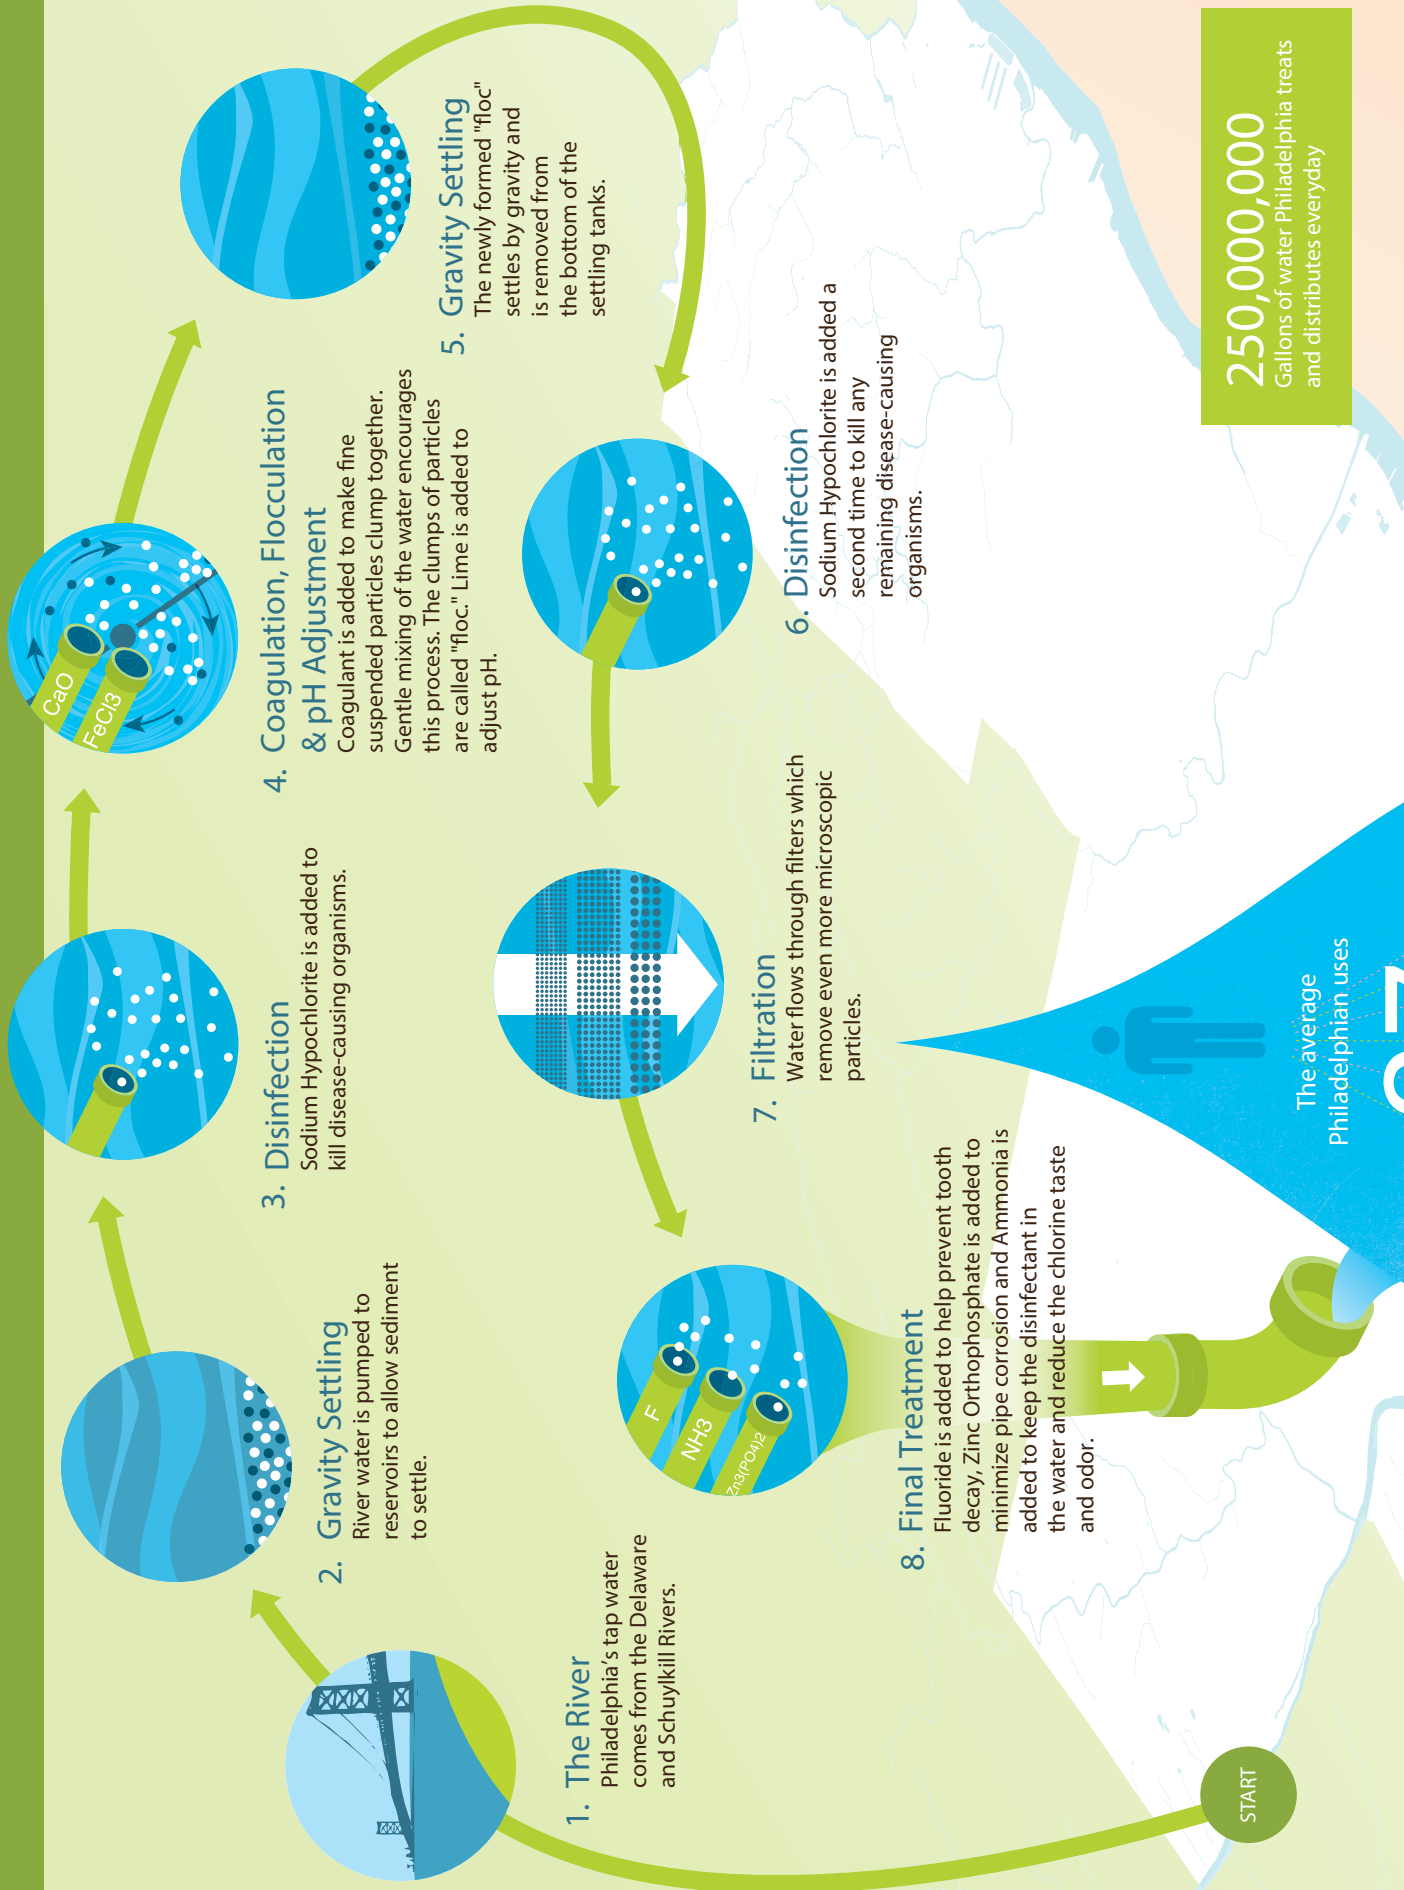 START
1. The River
Philadelphia's tap water
comes from the Delaware
and Schuylkill Rivers.
2. Gravity Settling
River water is pumped to
reservoirs to allow sediment
to settle.
3. Disinfection
Sodium Hypochlorite is added to
kill disease-causing organisms.
CaO
FeCl3
4. Coagulation, Flocculation
& pH Adjustment
Coagulant is added to make fine
suspended particles clump together.
Gentle mixing of the water encourages
this process. The clumps of particles
are called "floc." Lime is added to
adjust pH.
5. Gravity Settling
The newly formed "floc"
settles by gravity and
is removed from
the bottom of the
settling tanks.
6. Disinfection
Sodium Hypochlorite is added a
second time to kill any
remaining disease-causing
organisms.
7. Filtration
Water flows through filters which
remove even more microscopic
particles.
F
NH3
Zn3(PO4)2
8. Final Treatment
Fluoride is added to help prevent tooth
decay, Zinc Orthophosphate is added to
minimize pipe corrosion and Ammonia is
added to keep the disinfectant in
the water and reduce the chlorine taste
and odor.
The average
Philadelphian uses
250,000,000
Gallons of water Philadelphia treats
and distributes everyday